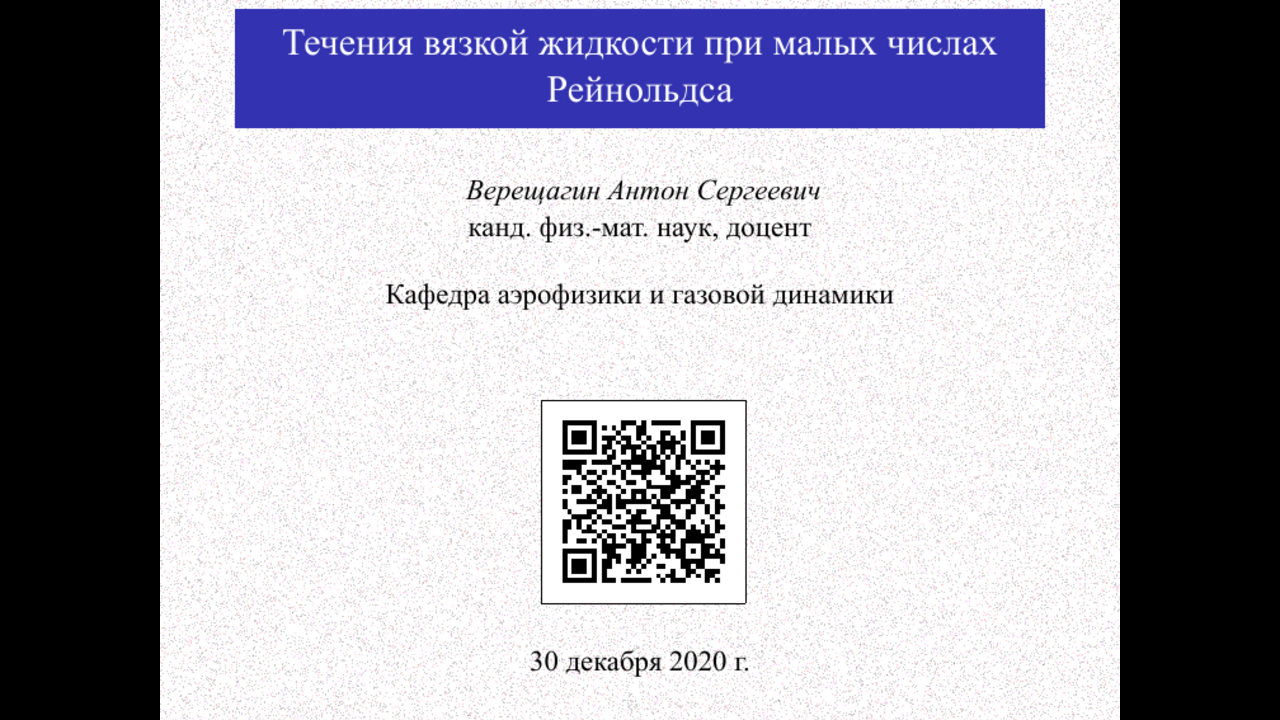 Течения вязкой жидкости при малых числах
Рейнольдса
Верещагин Антон Сергеевич
канд. физ.-мат. наук, доцент
Кафедра аэрофизики и газовой динамики
30 декабря 2020 г.